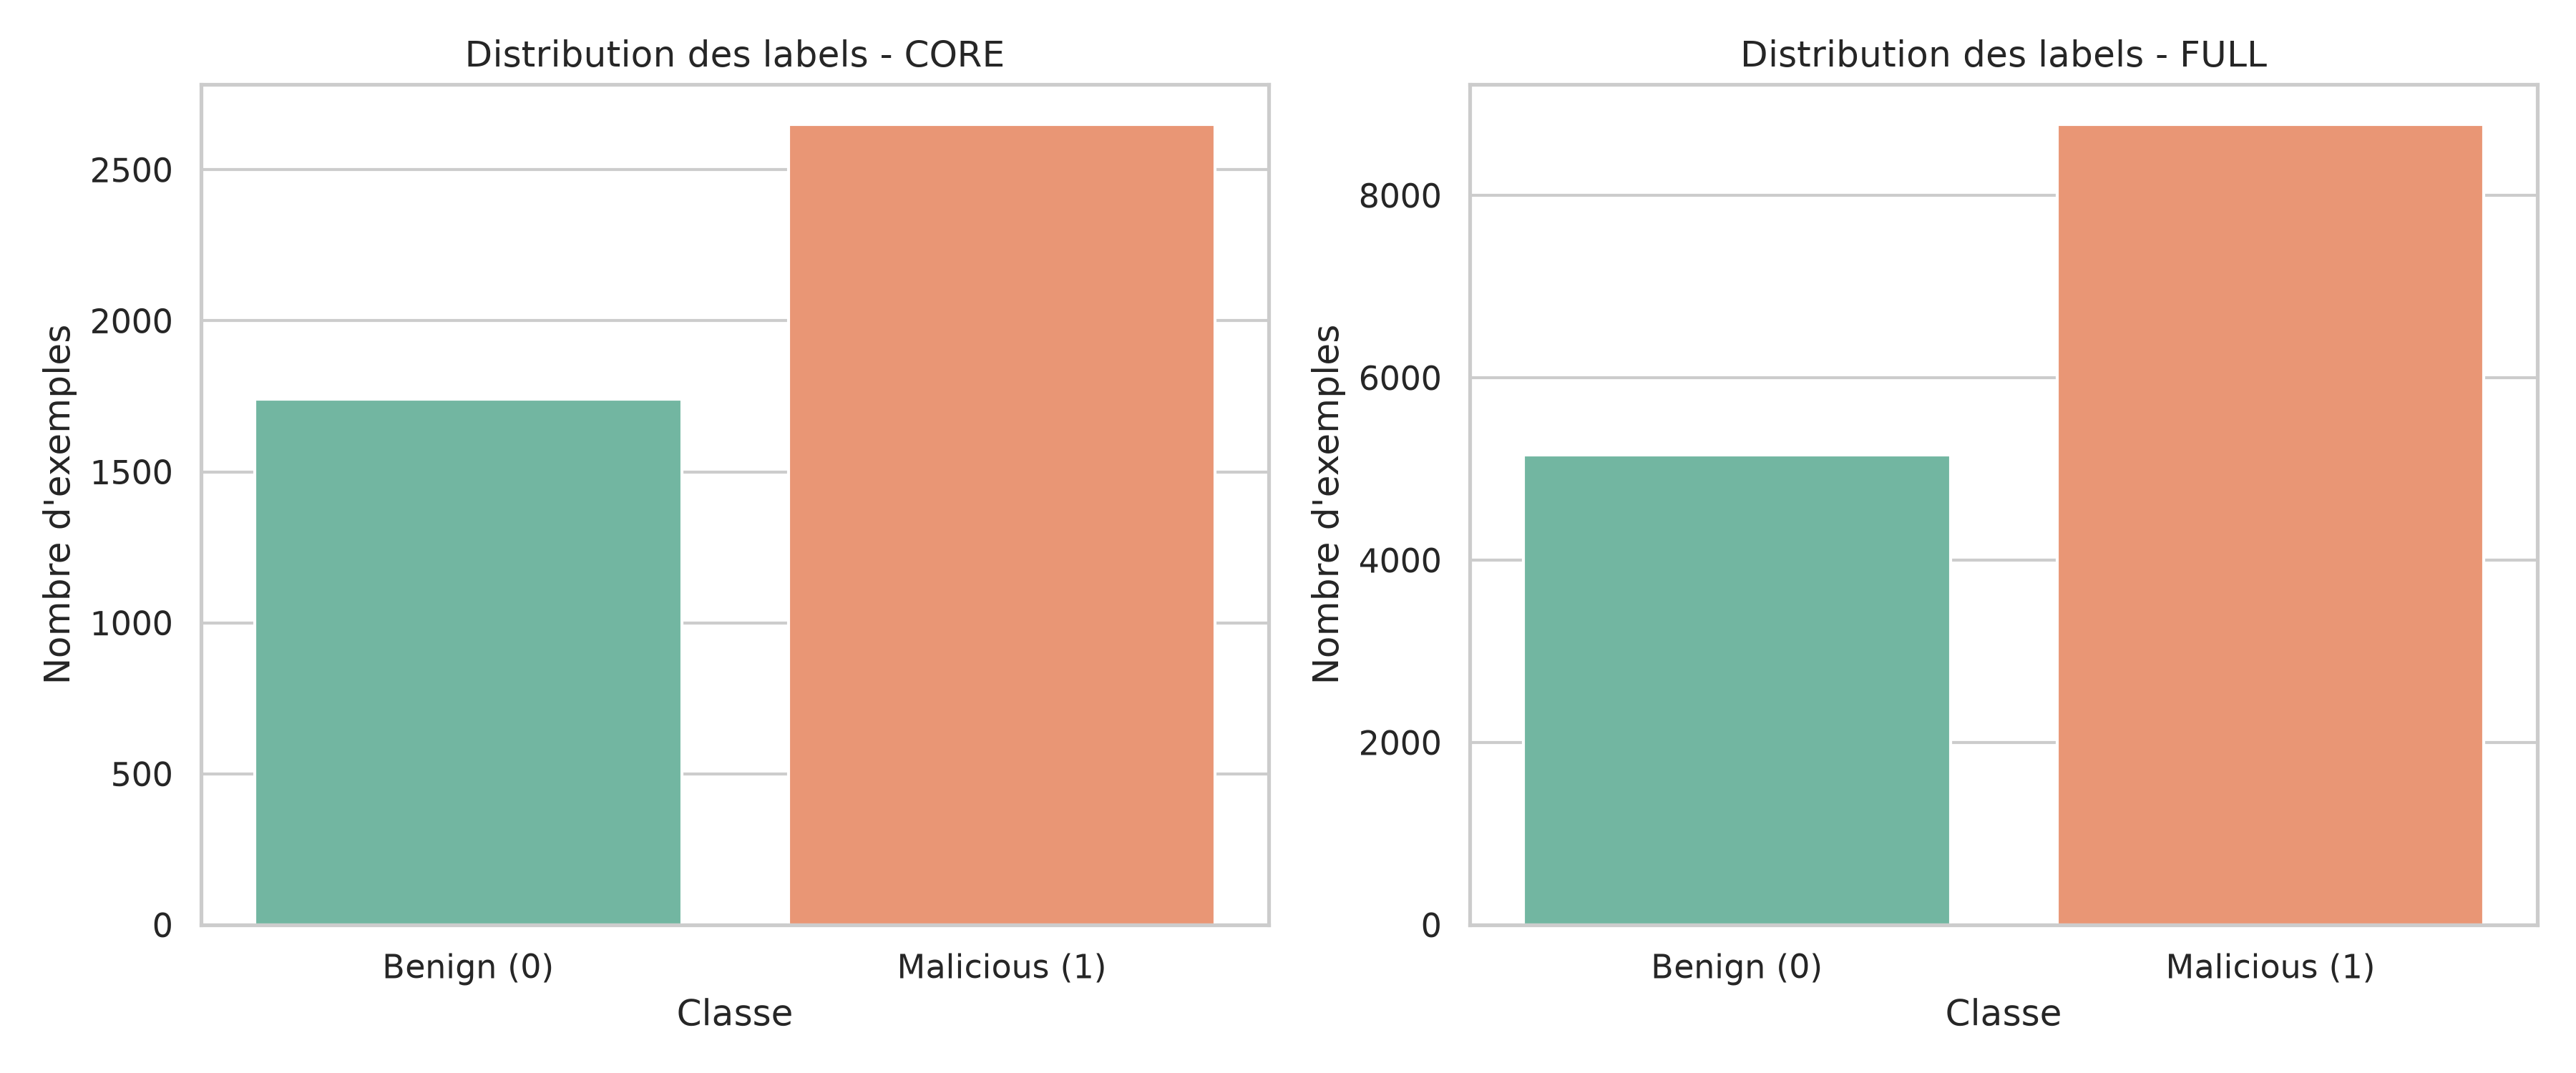 Distribution des labels - CORE
Nombre d'exemples
2500
2000
1500
1000
500
0
Benign (0)
Malicious (1)
Classe
Distribution des labels - FULL
Nombre d'exemples
8000
6000
4000
2000
0
Benign (0)
Malicious (1)
Classe